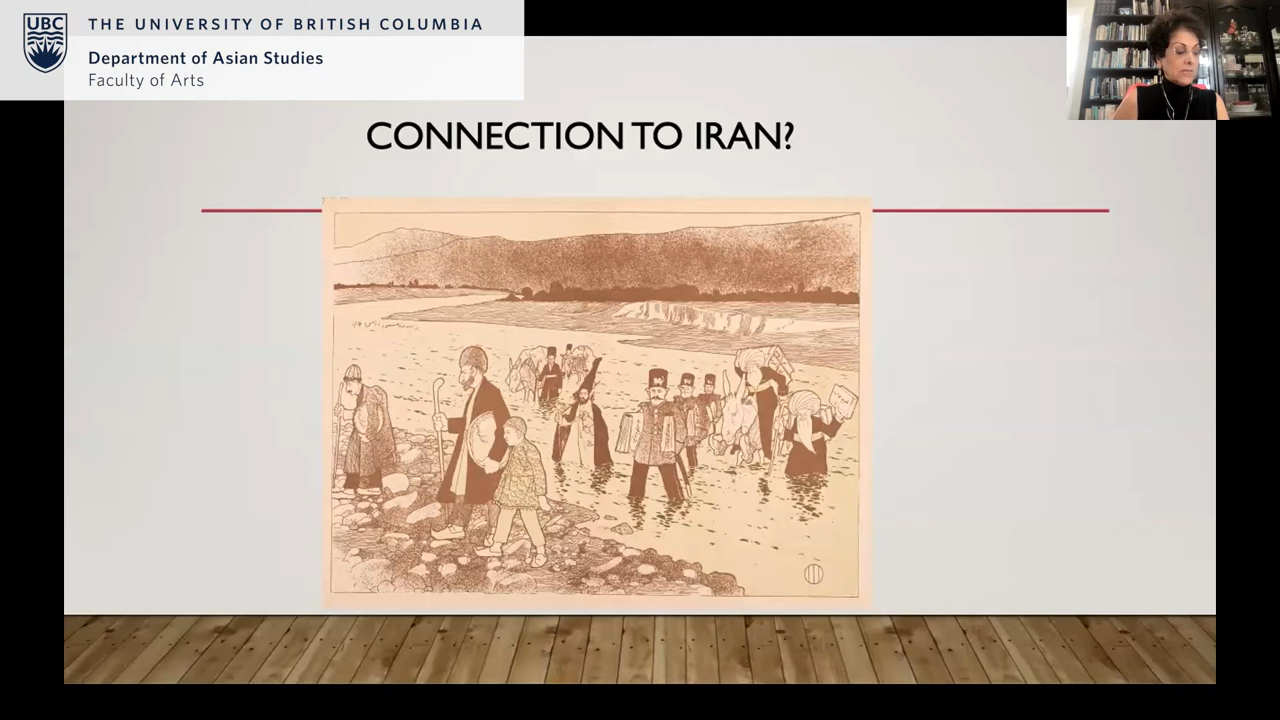 UBC
THE UNIVERSITY OF BRITISH COLUMBIA
Department of Asian Studies
Faculty of Arts
CONNECTION TO IRAN?